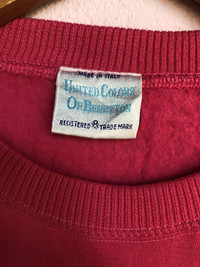 MADE IN ITALY
UNITED COLORS
OF BENETTON
REGISTERED TRADE MARK